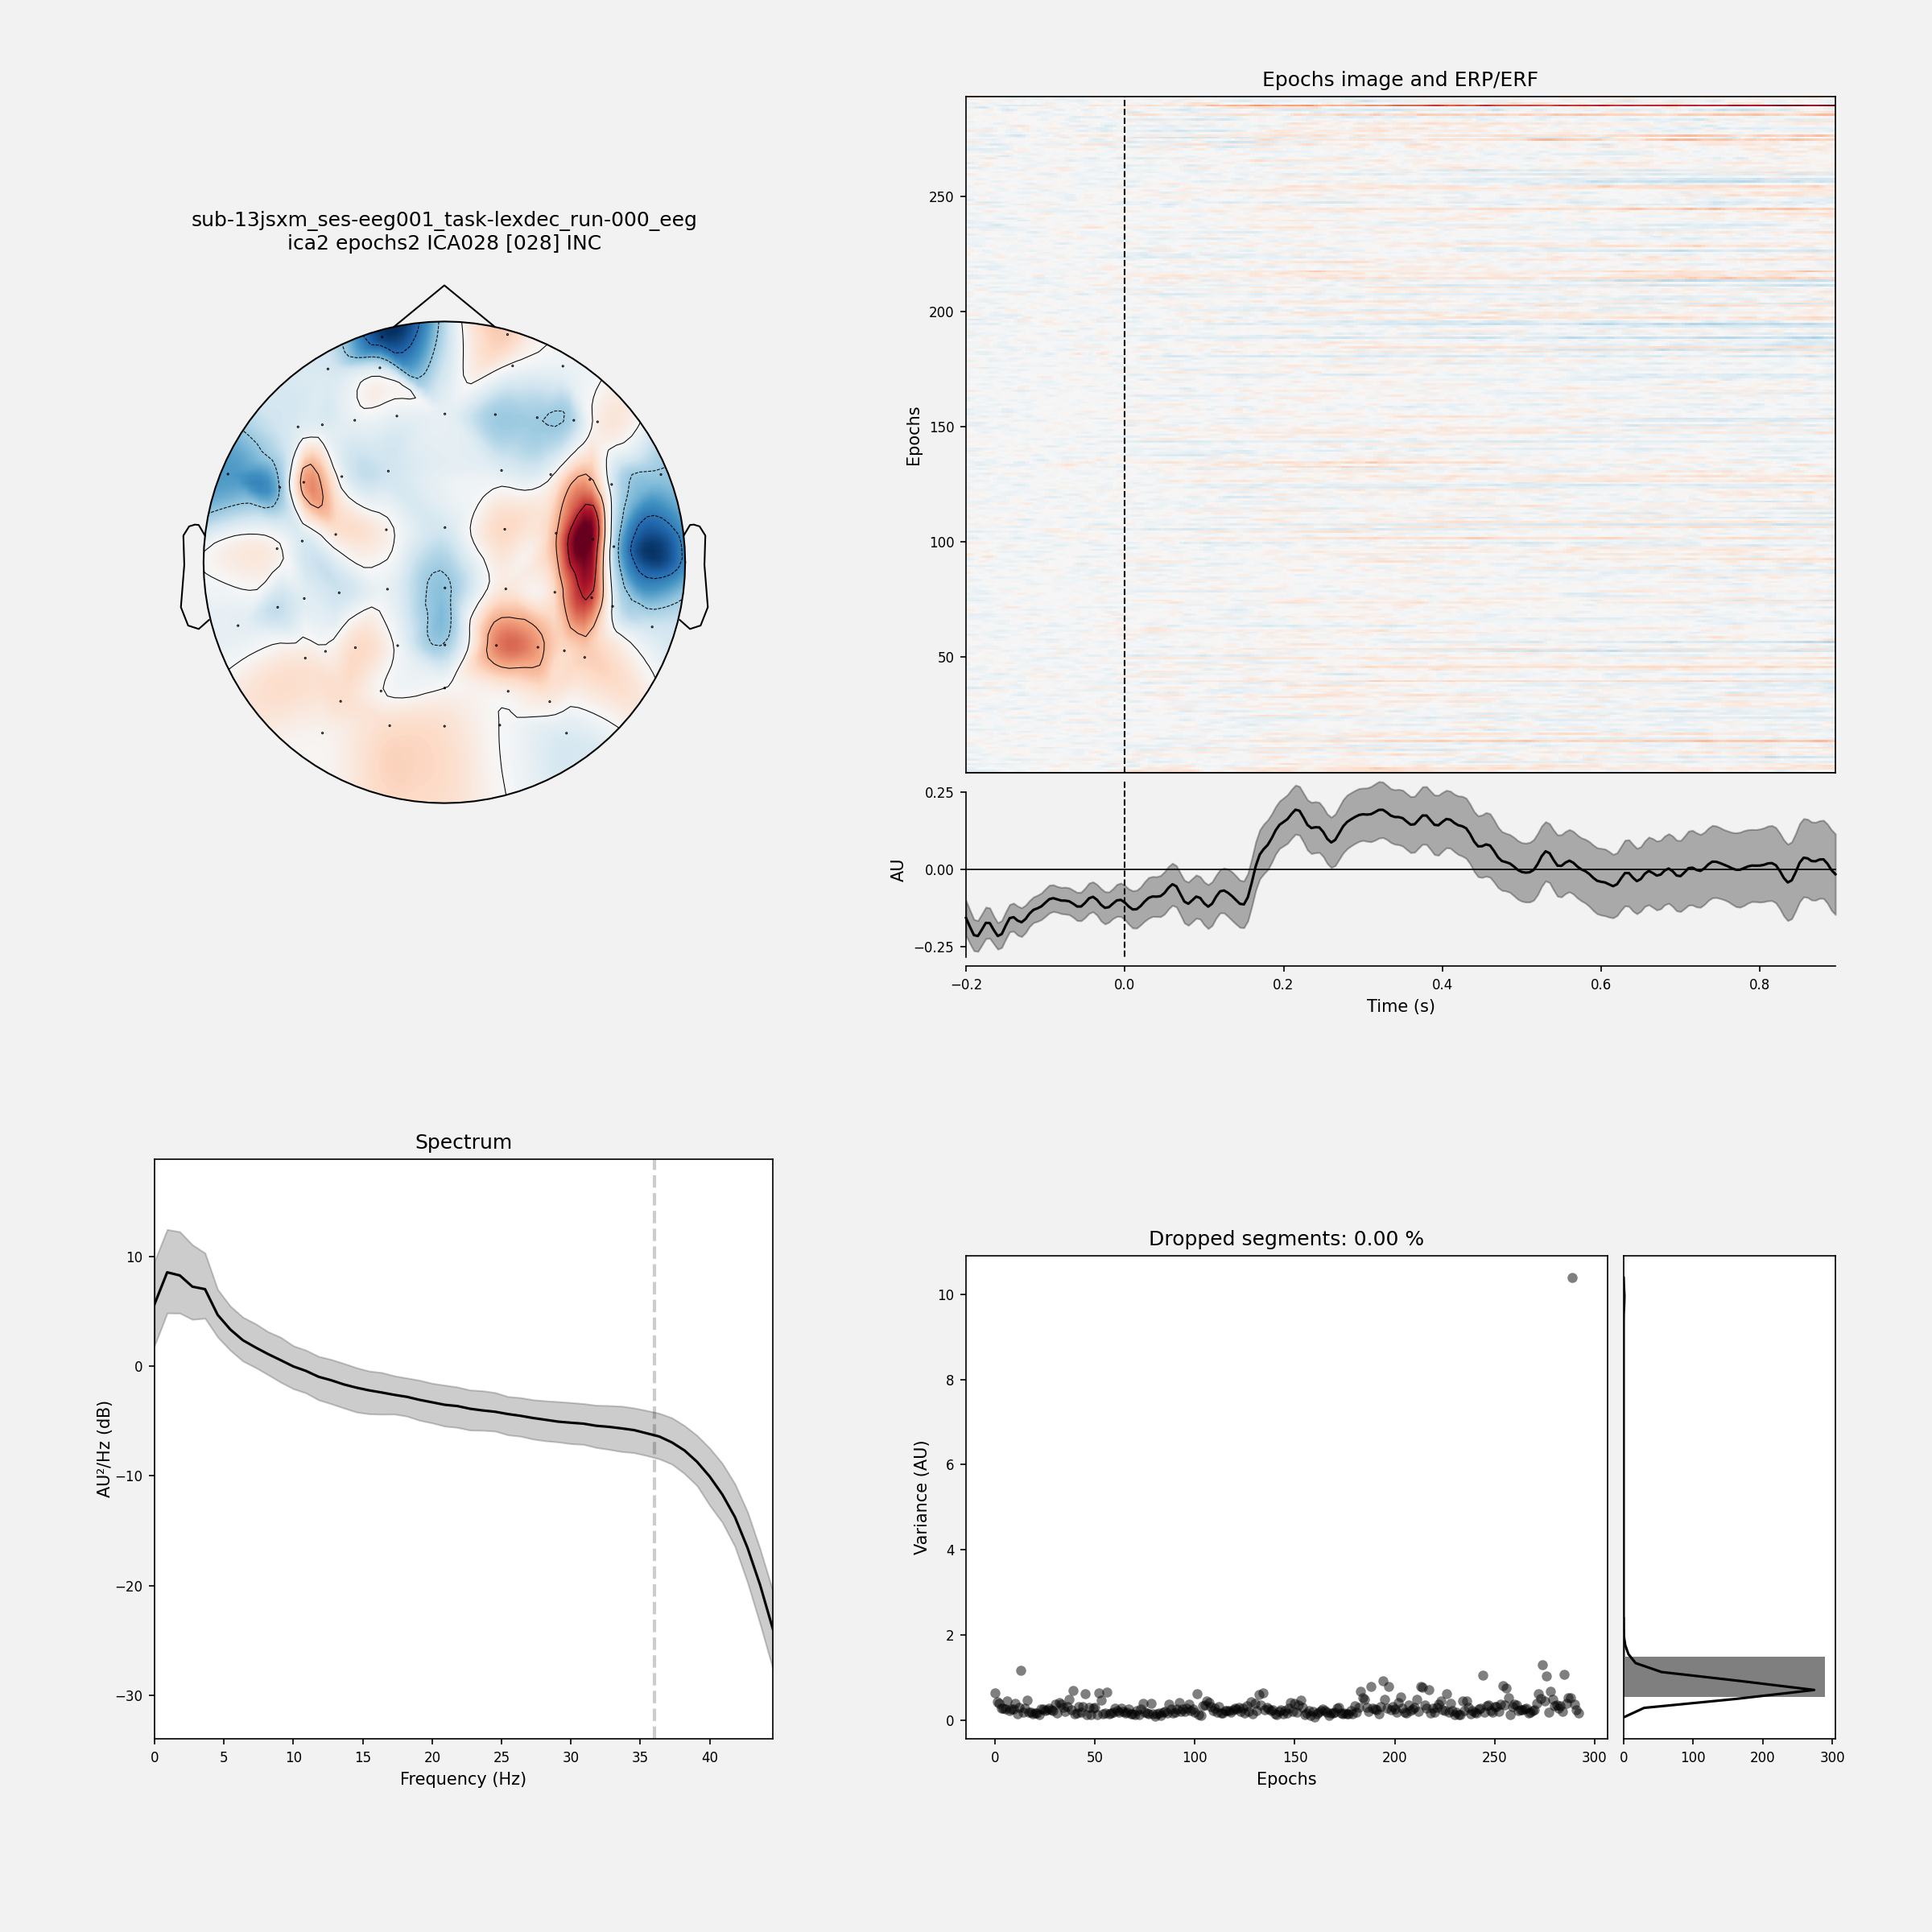 sub-13jsxm_ses-eeg001_task-lexdec_run-000_eeg
ica2 epochs2 ICA028 [028] INC
Epochs image and ERP/ERF
Epochs
250
200
150
100
50
AU
0.25
0.00
−0.25
−0.2 0.0 0.2 0.4 0.6 0.8
Time (s)
Spectrum
AU²/Hz (dB)
10
0
−10
−20
−30
0 5 10 15 20 25 30 35 40
Frequency (Hz)
Dropped segments: 0.00 %
Variance (AU)
10
8
6
4
2
0
0 50 100 150 200 250 300
Epochs
0 100 200 300